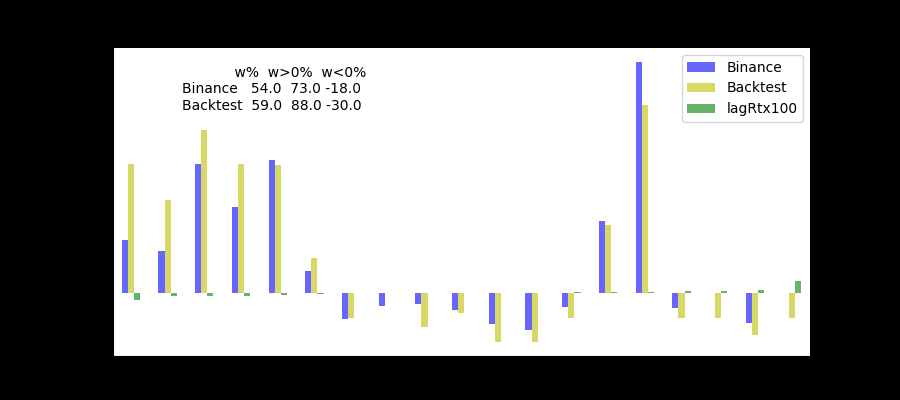 w% w>0% w<0%
Binance 54.0 73.0 -18.0
Backtest 59.0 88.0 -30.0
Binance
Backtest
lagRtx100